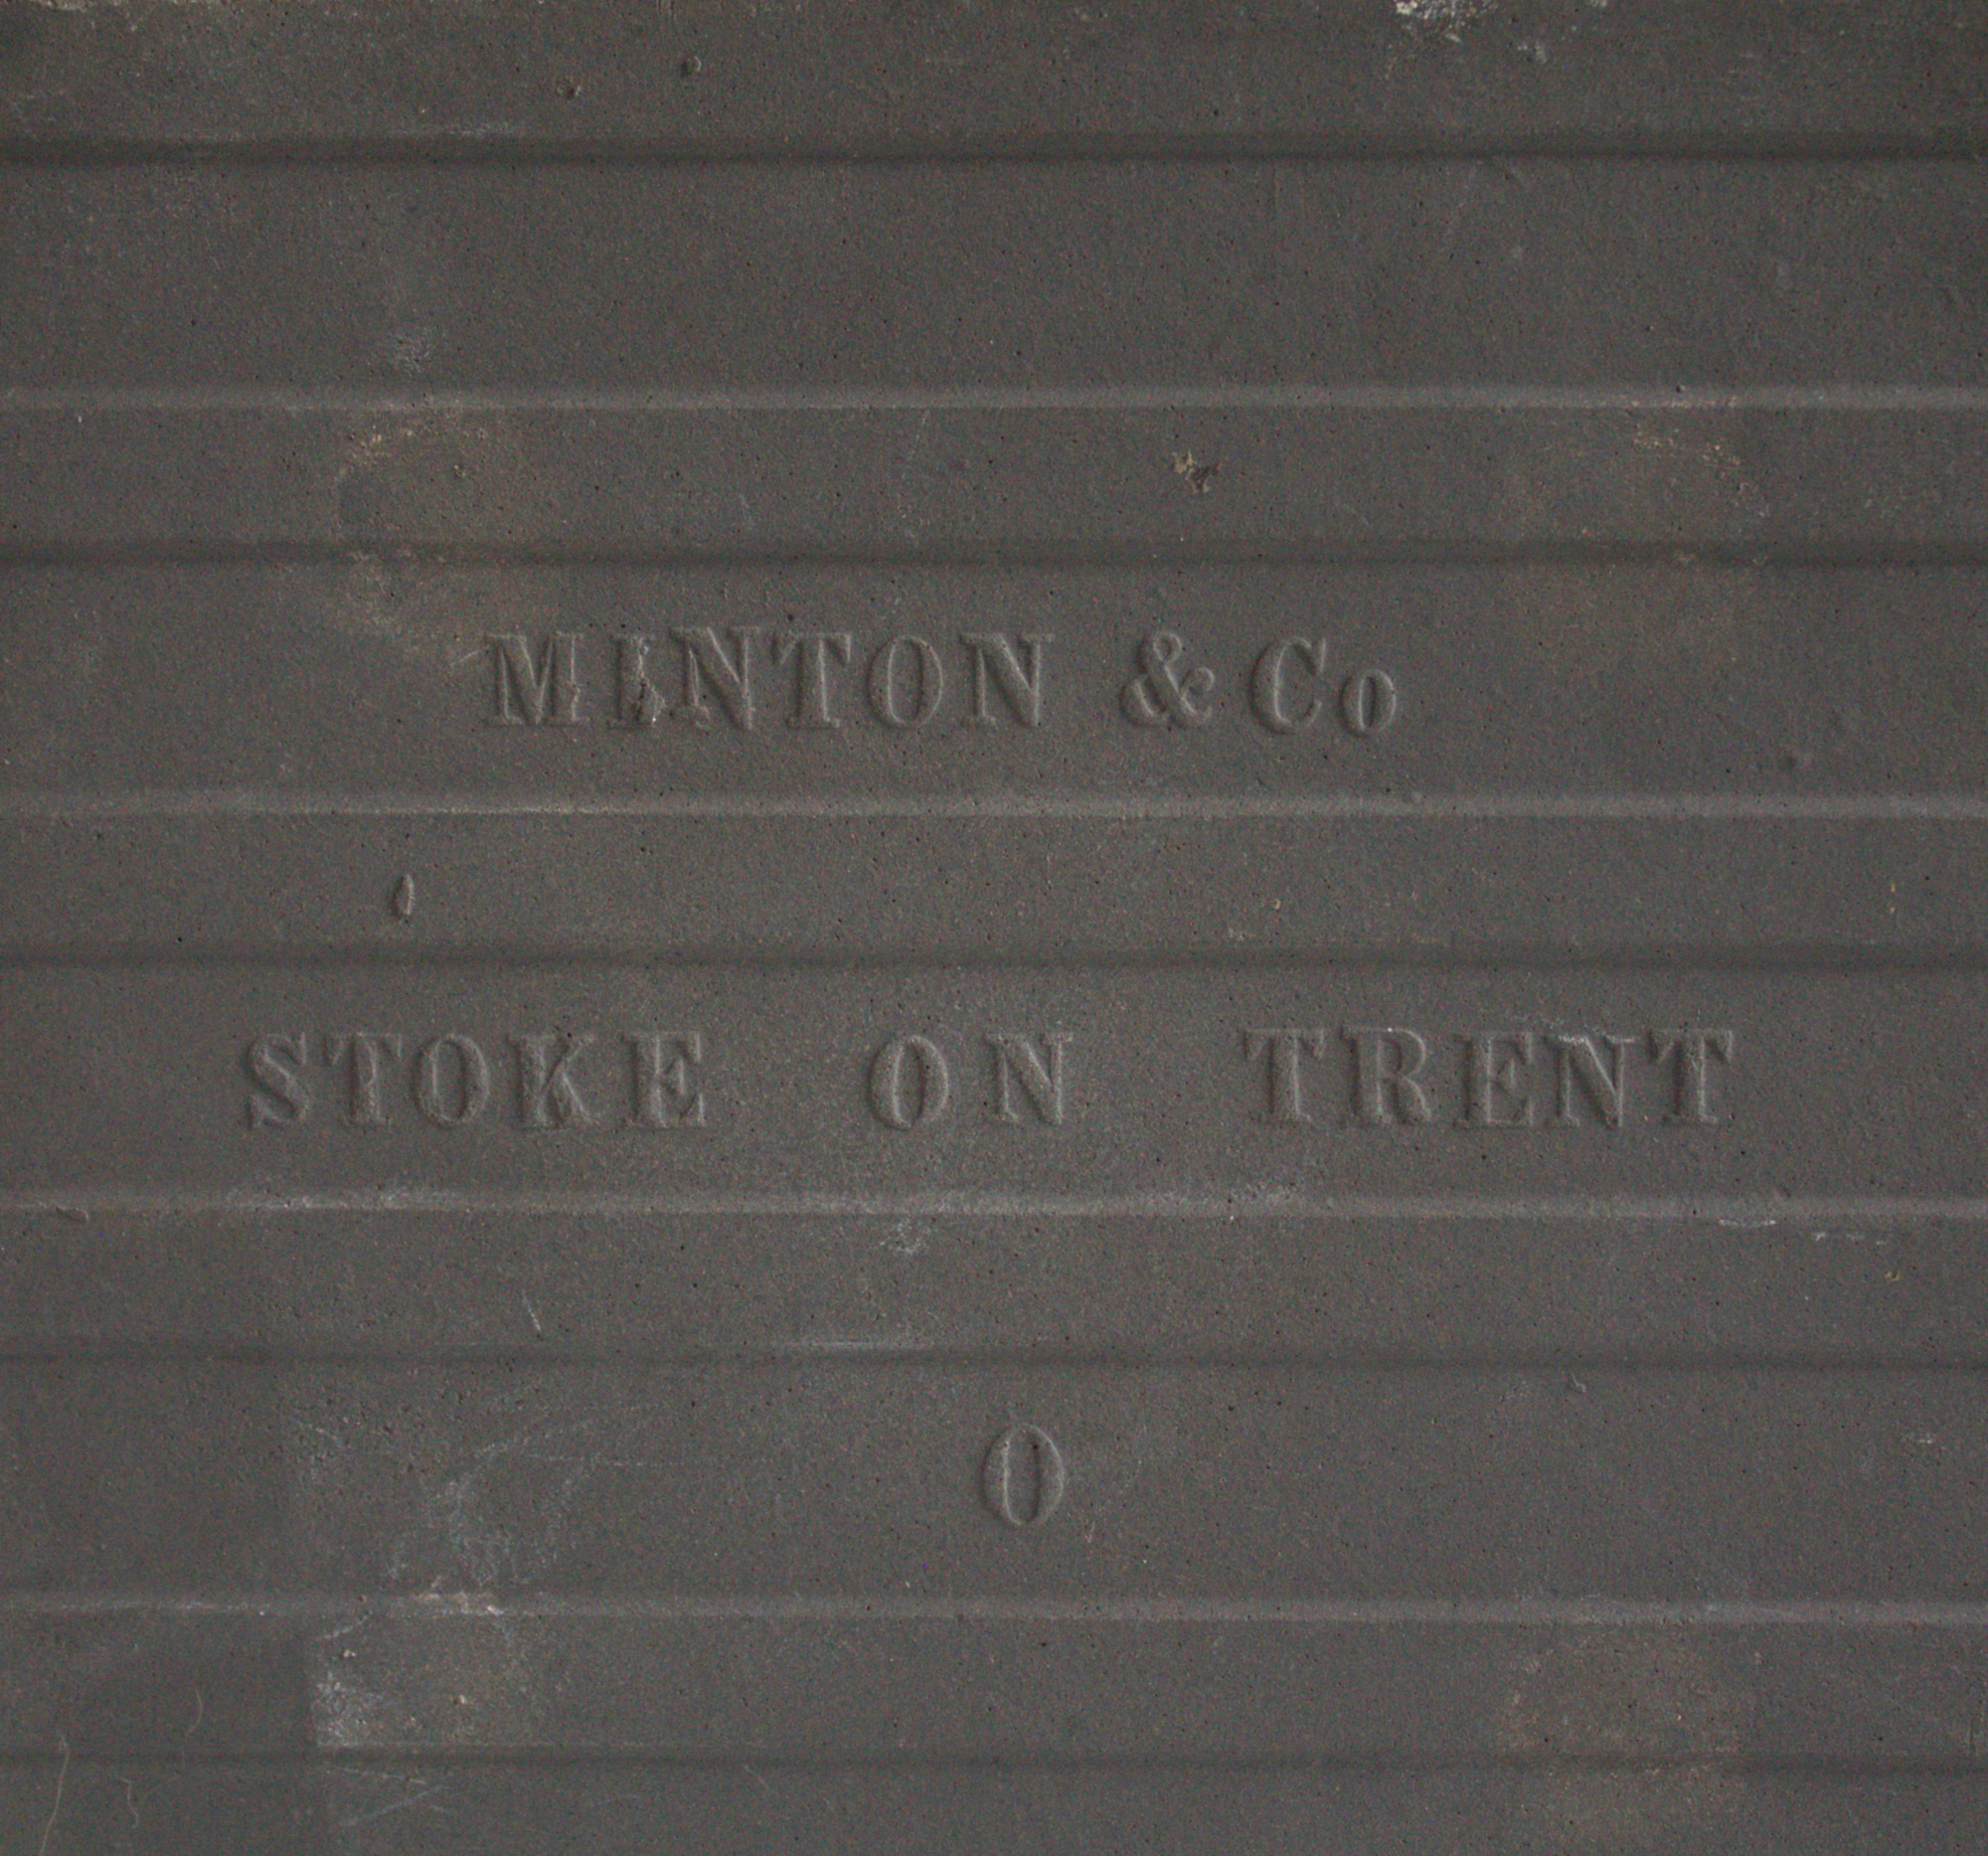 MINTON & Co
STOKE ON TRENT
0